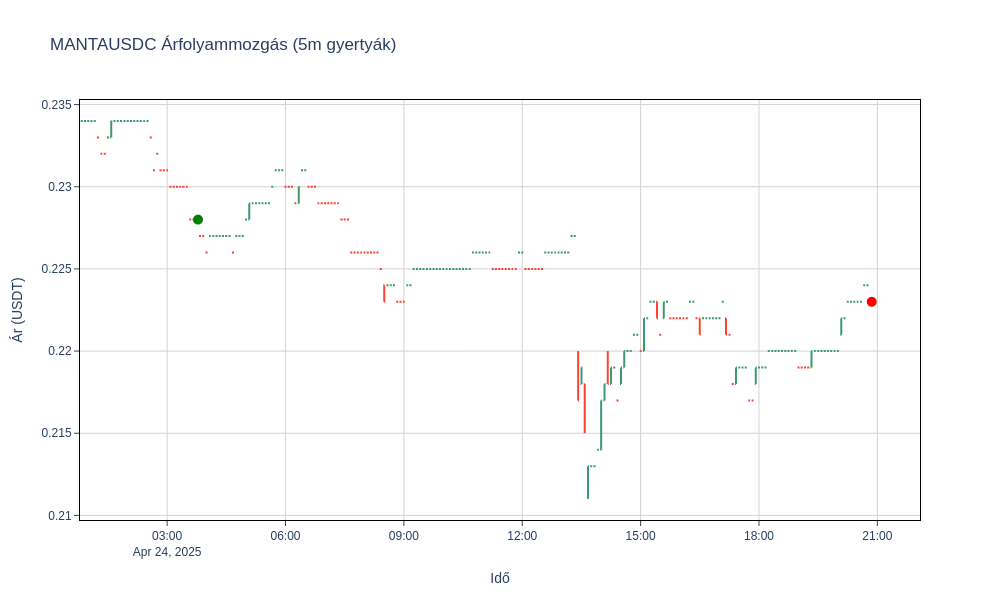 MANTAUSDC Árfolyammozgás (5m gyertyák)
0.235
0.23
0.225
0.22
0.215
0.21
Ár (USDT)
03:00 06:00 09:00 12:00 15:00 18:00 21:00
Apr 24, 2025
Idő